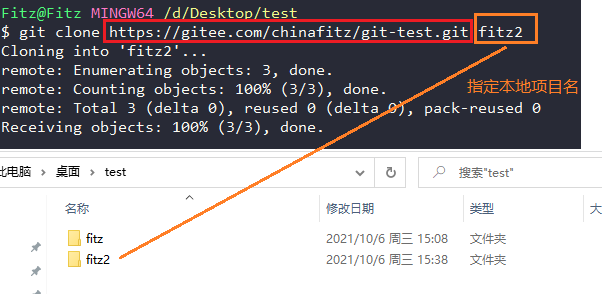 Fitz@Fitz MINGW64 /d/Desktop/test
$ git clone https://gitee.com/chinafitz/git-test.git fitz2
Cloning into 'fitz2'...
remote: Enumerating objects: 3, done.
remote: Counting objects: 100% (3/3), done.
指定本地项目名
remote: Total 3 (delta 0), reused 0 (delta 0), pack-reused 0
Receiving objects: 100% (3/3), done.
此电脑 › 桌面 › test
搜索"test"
名称 修改日期 类型 大
fitz 2021/10/6 周三 15:08 文件夹
fitz2 2021/10/6 周三 15:38 文件夹